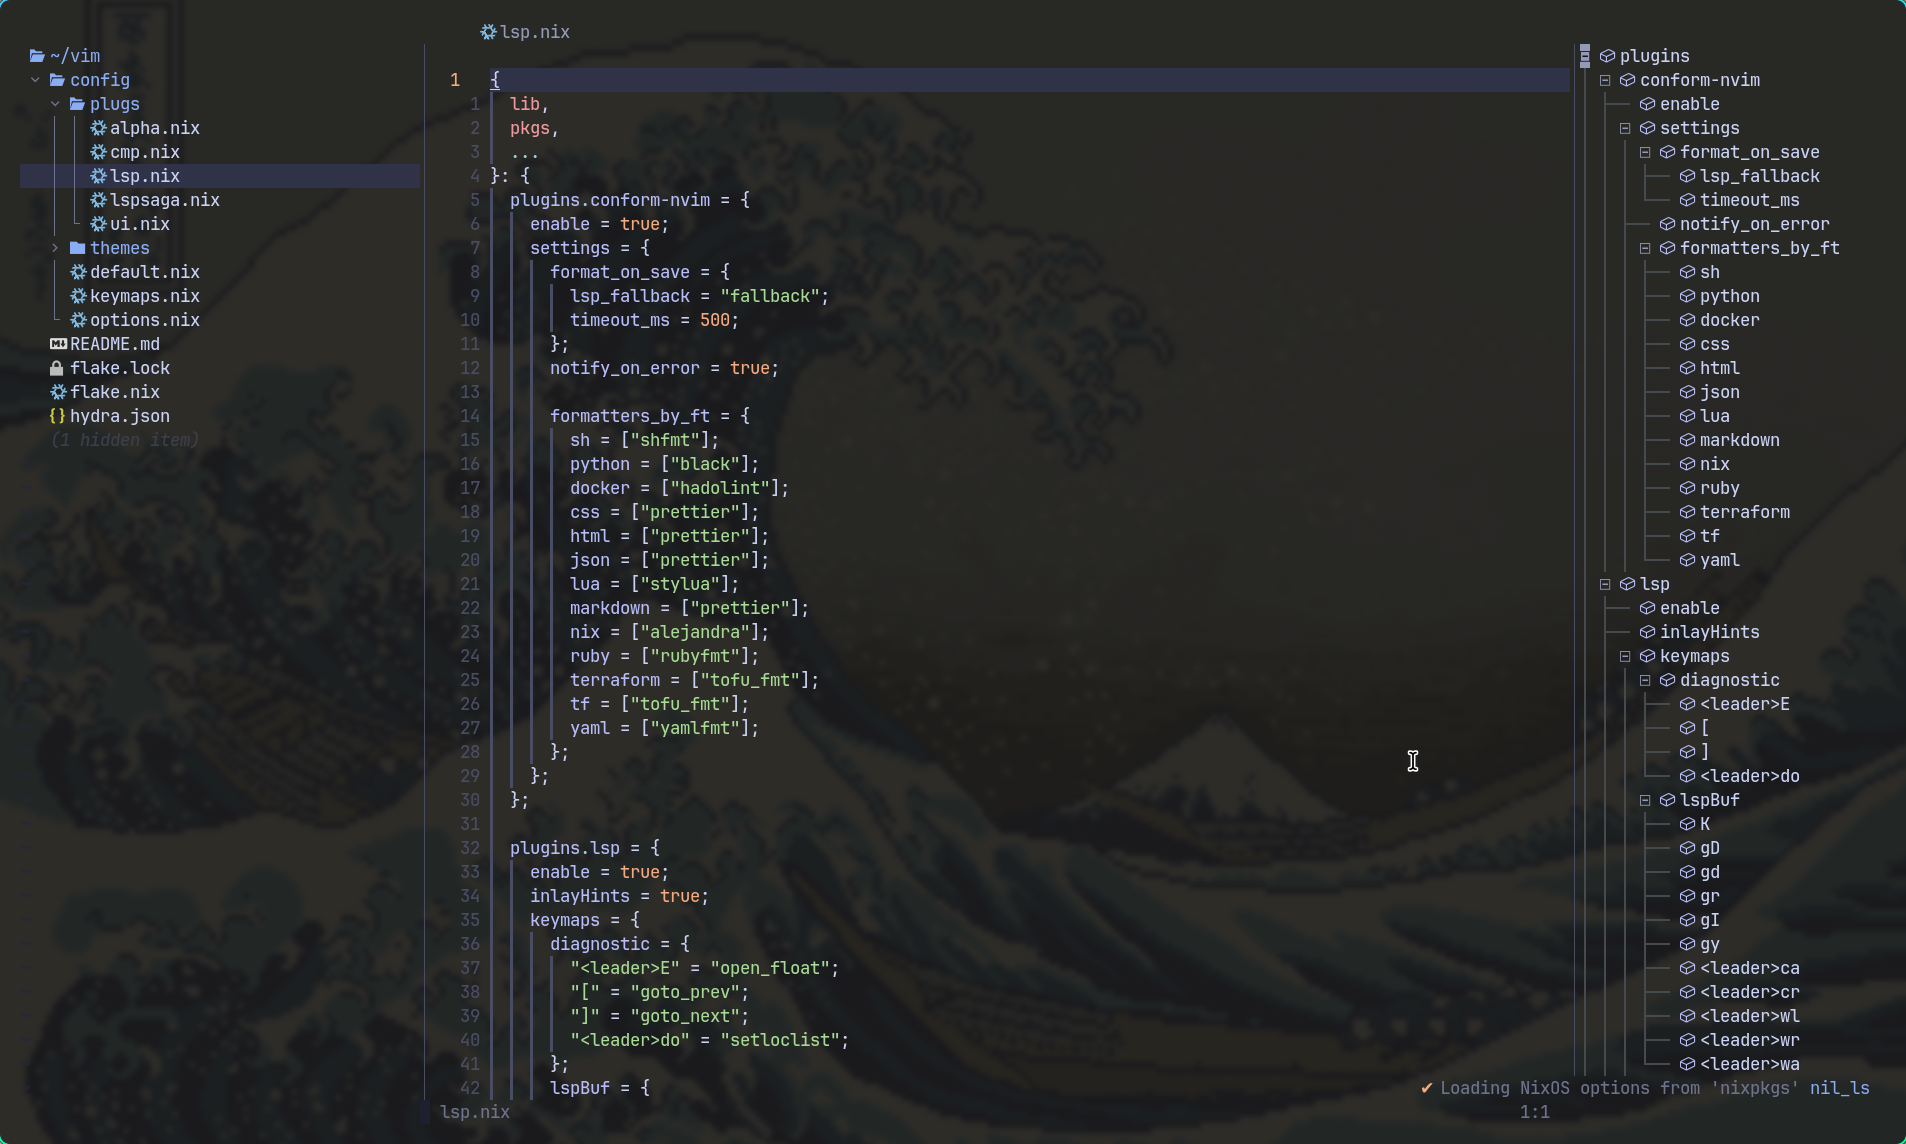 lsp.nix
~/vim
config
plugs
alpha.nix
cmp.nix
lsp.nix
lspsaga.nix
ui.nix
themes
default.nix
keymaps.nix
options.nix
README.md
flake.lock
flake.nix
hydra.json
(1 hidden item)
1 {
1 lib,
2 pkgs,
3 ...
4 }: {
5 plugins.conform-nvim = {
6 enable = true;
7 settings = {
8 format_on_save = {
9 lsp_fallback = "fallback";
10 timeout_ms = 500;
11 };
12 notify_on_error = true;
13
14 formatters_by_ft = {
15 sh = ["shfmt"];
16 python = ["black"];
17 docker = ["hadolint"];
18 css = ["prettier"];
19 html = ["prettier"];
20 json = ["prettier"];
21 lua = ["stylua"];
22 markdown = ["prettier"];
23 nix = ["alejandra"];
24 ruby = ["rubyfmt"];
25 terraform = ["tofu_fmt"];
26 tf = ["tofu_fmt"];
27 yaml = ["yamlfmt"];
28 };
29 };
30 };
31
32 plugins.lsp = {
33 enable = true;
34 inlayHints = true;
35 keymaps = {
36 diagnostic = {
37 "<leader>E" = "open_float";
38 "[" = "goto_prev";
39 "]" = "goto_next";
40 "<leader>do" = "setloclist";
41 };
42 lspBuf = {
plugins
conform-nvim
enable
settings
format_on_save
lsp_fallback
timeout_ms
notify_on_error
formatters_by_ft
sh
python
docker
css
html
json
lua
markdown
nix
ruby
terraform
tf
yaml
lsp
enable
inlayHints
keymaps
diagnostic
<leader>E
[
]
<leader>do
lspBuf
K
gD
gd
gr
gI
gy
<leader>ca
<leader>cr
<leader>wl
<leader>wr
<leader>wa
✔ Loading NixOS options from 'nixpkgs' nil_ls
lsp.nix 1:1